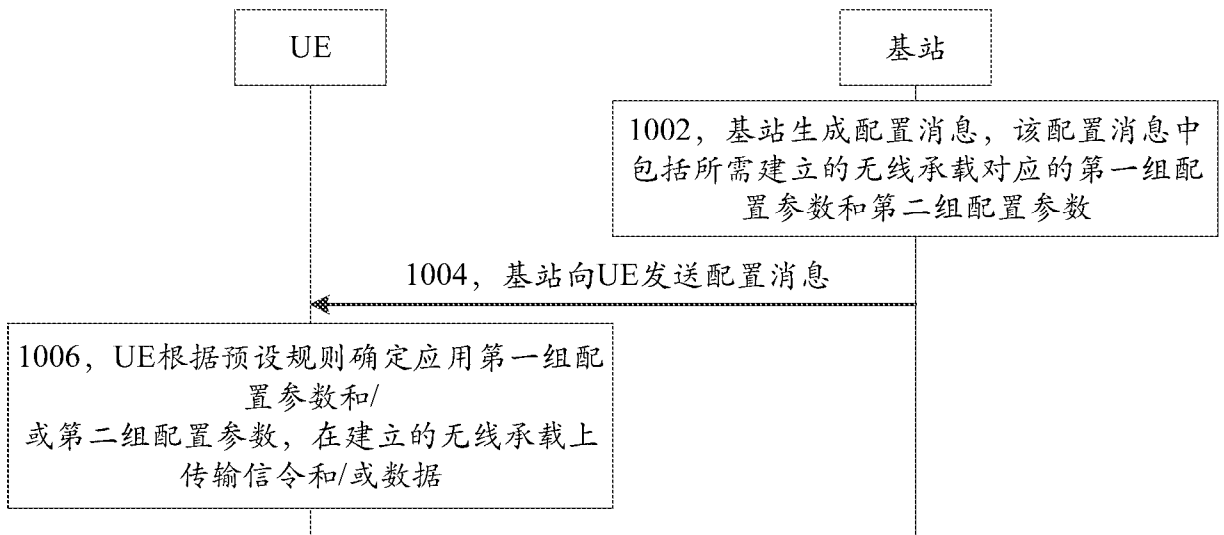 UE
基站
1002，基站生成配置消息，该配置消息中
包括所需建立的无线承载对应的第一组配
置参数和第二组配置参数
1004，基站向UE发送配置消息
1006，UE根据预设规则确定应用第一组配
置参数和/
或第二组配置参数，在建立的无线承载上
传输信令和/或数据